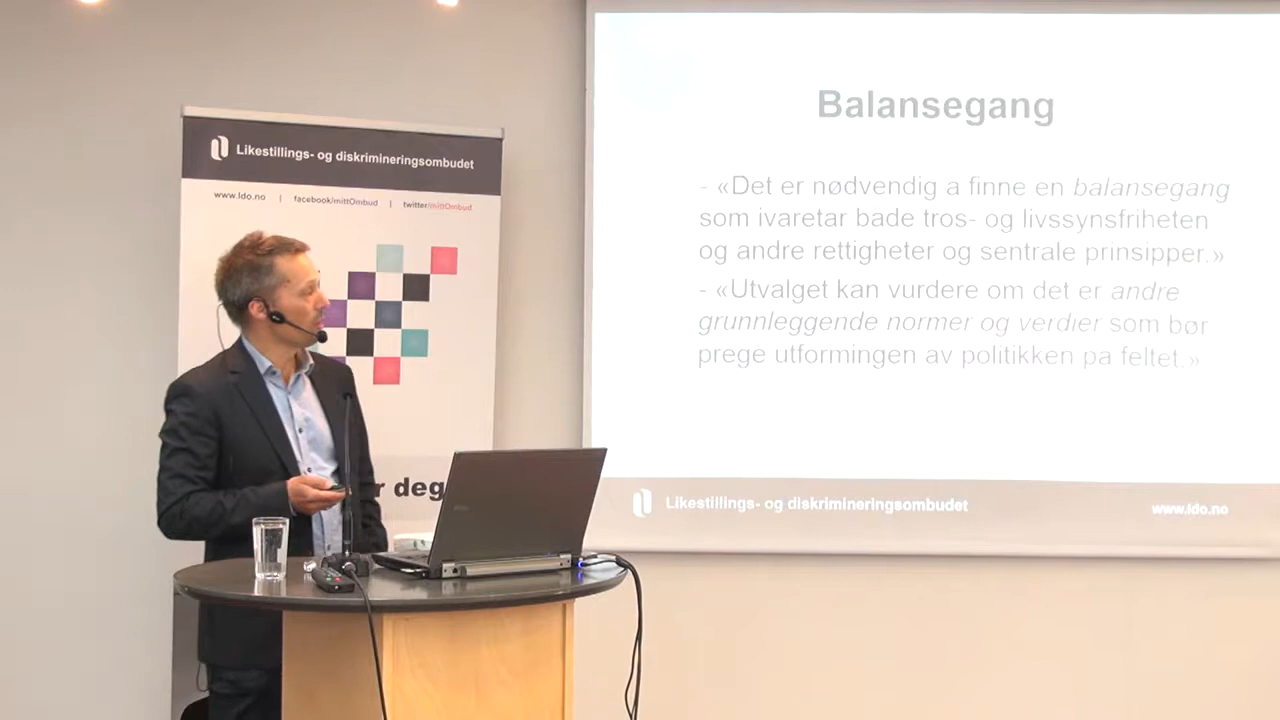 Likestillings- og diskrimineringsombudet
www.ldo.no | facebook/mittOmbud | twitter/mittOmbud
r deg
Balansegang
- «Det er nødvendig a finne en balansegang
som ivaretar bade tros- og livssynsfriheten
og andre rettigheter og sentrale prinsipper.»
- «Utvalget kan vurdere om det er andre
grunnleggende normer og verdier som bør
prege utformingen av politikken pa feltet.»
Likestillings- og diskrimineringsombudet
www.ldo.no